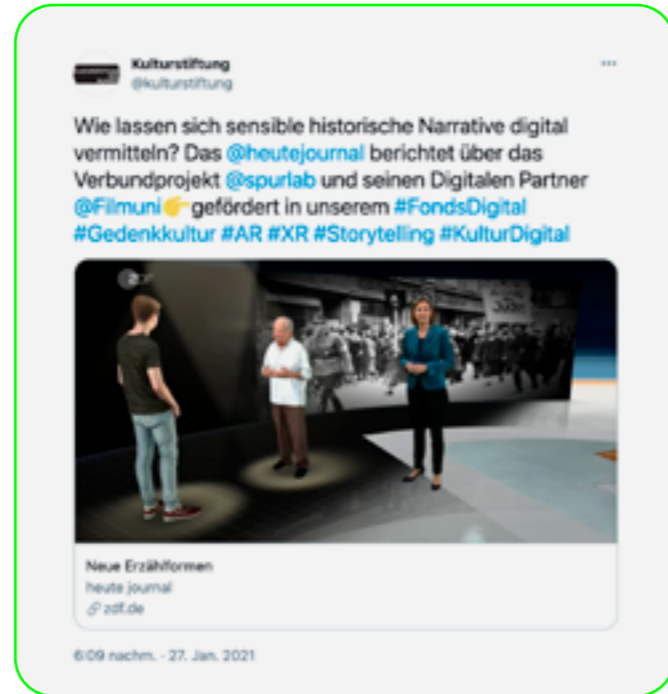 Kulturstiftung
@kulturstiftung
Wie lassen sich sensible historische Narrative digital
vermitteln? Das @heutejournal berichtet über das
Verbundprojekt @spurlab und seinen Digitalen Partner
@Filmuni👉gefördert in unserem #FondsDigital
#Gedenkkultur #AR #XR #Storytelling #KulturDigital
ZDF
Neue Erzählformen
heute journal
zdf.de
6:09 nachm. · 27. Jan. 2021